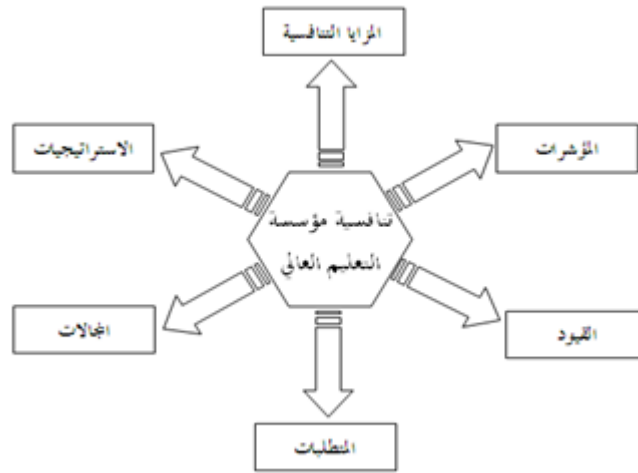 المزايا التنافسية
المؤشرات
الاستراتيجيات
تنافسية مؤسسة
التعليم العالي
القيود
المجالات
المتطلبات